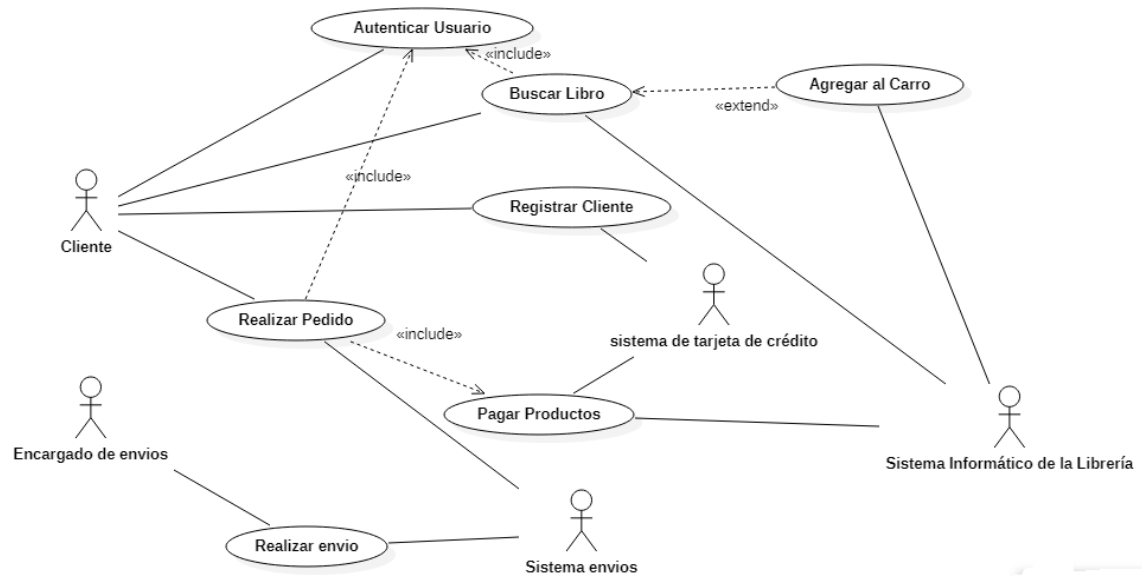 Autenticar Usuario
«include»
Buscar Libro
Agregar al Carro
«extend»
«include»
Registrar Cliente
Cliente
Realizar Pedido
«include»
sistema de tarjeta de crédito
Pagar Productos
Encargado de envios
Sistema Informático de la Librería
Realizar envio
Sistema envios